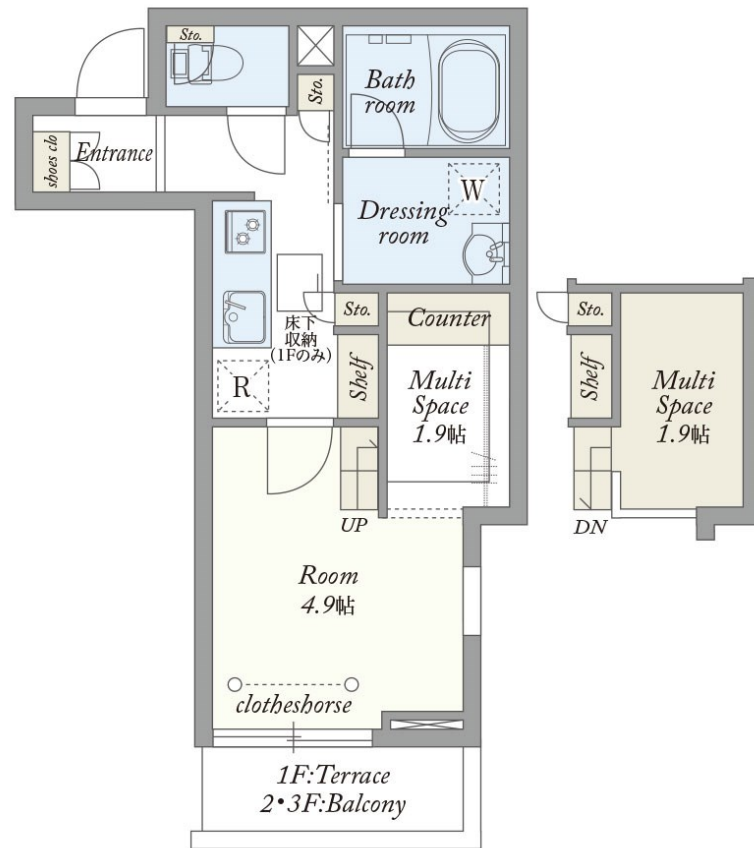 Sto.
Sto.
Bath
room
shoes clo
Entrance
Dressing
room
W
床下
収納
(1Fのみ)
Sto.
Counter
R
Shelf
Multi
Space
1.9帖
UP
Room
4.9帖
clotheshorse
1F:Terrace
2•3F:Balcony
Sto.
Shelf
Multi
Space
1.9帖
DN